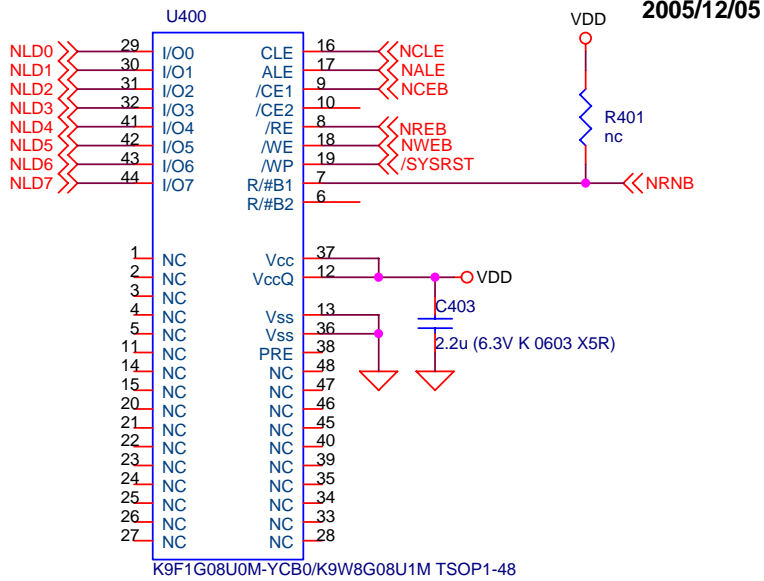 2005/12/05
U400
VDD
NLD0 29 I/O0 CLE 16 NCLE
NLD1 30 I/O1 ALE 17 NALE
NLD2 31 I/O2 /CE1 9 NCEB
NLD3 32 I/O3 /CE2 10
NLD4 41 I/O4 /RE 8 NREB
NLD5 42 I/O5 /WE 18 NWEB
NLD6 43 I/O6 /WP 19 /SYSRST
NLD7 44 I/O7 R/#B1 7 NRNB
R/#B2 6
R401
nc
1 NC Vcc 37
2 NC VccQ 12 VDD
3 NC
4 NC Vss 13
5 NC Vss 36
11 NC PRE 38
14 NC NC 48
15 NC NC 47
20 NC NC 46
21 NC NC 45
22 NC NC 40
23 NC NC 39
24 NC NC 35
25 NC NC 34
26 NC NC 33
27 NC NC 28
C403
2.2u (6.3V K 0603 X5R)
K9F1G08U0M-YCB0/K9W8G08U1M TSOP1-48